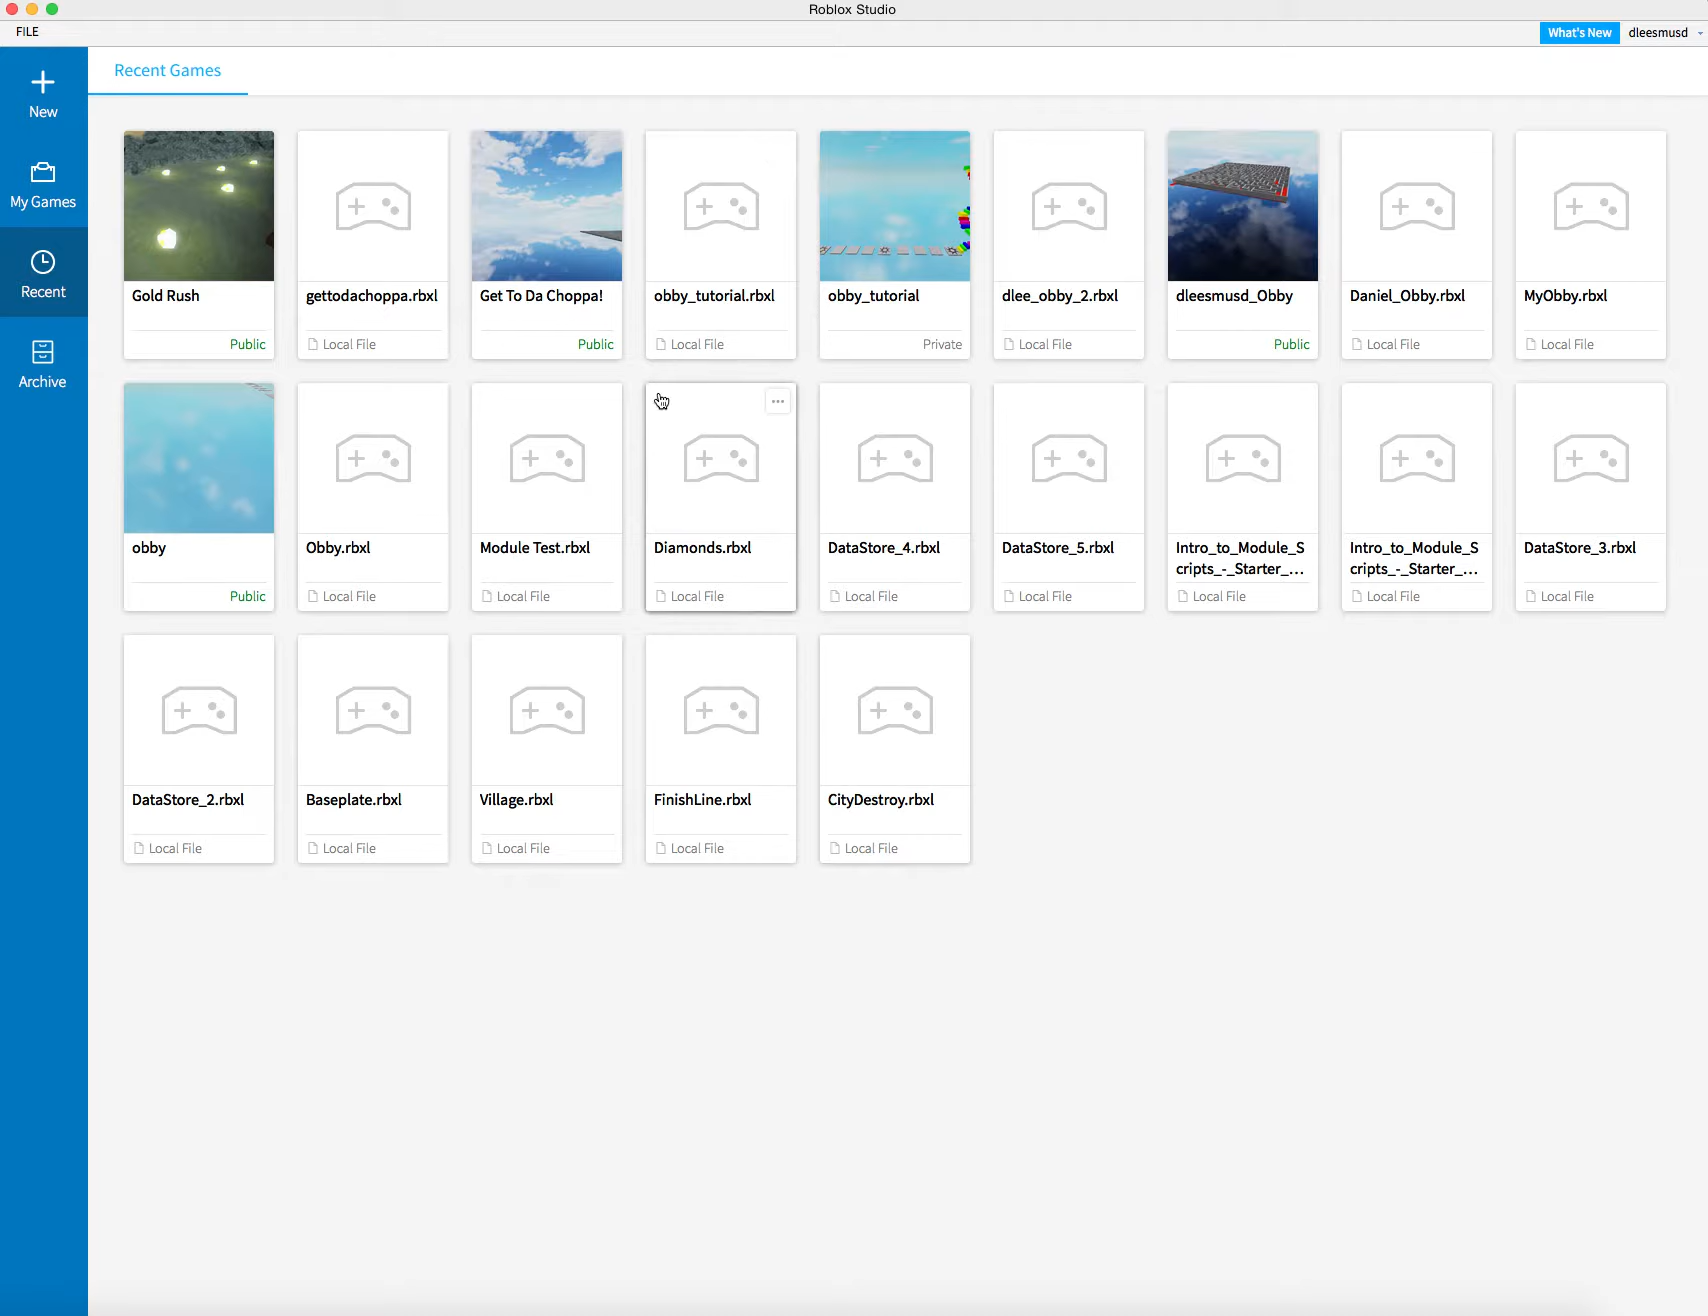 Roblox Studio
FILE
What's New
dleesmusd
New
My Games
Recent
Archive
Recent Games
Gold Rush
Public
gettodachoppa.rbxl
Local File
Get To Da Choppa!
Public
obby_tutorial.rbxl
Local File
obby_tutorial
Private
dlee_obby_2.rbxl
Local File
dleesmusd_Obby
Public
Daniel_Obby.rbxl
Local File
MyObby.rbxl
Local File
obby
Public
Obby.rbxl
Local File
Module Test.rbxl
Local File
Diamonds.rbxl
Local File
DataStore_4.rbxl
Local File
DataStore_5.rbxl
Local File
Intro_to_Module_S
cripts_-_Starter_...
Local File
Intro_to_Module_S
cripts_-_Starter_...
Local File
DataStore_3.rbxl
Local File
DataStore_2.rbxl
Local File
Baseplate.rbxl
Local File
Village.rbxl
Local File
FinishLine.rbxl
Local File
CityDestroy.rbxl
Local File